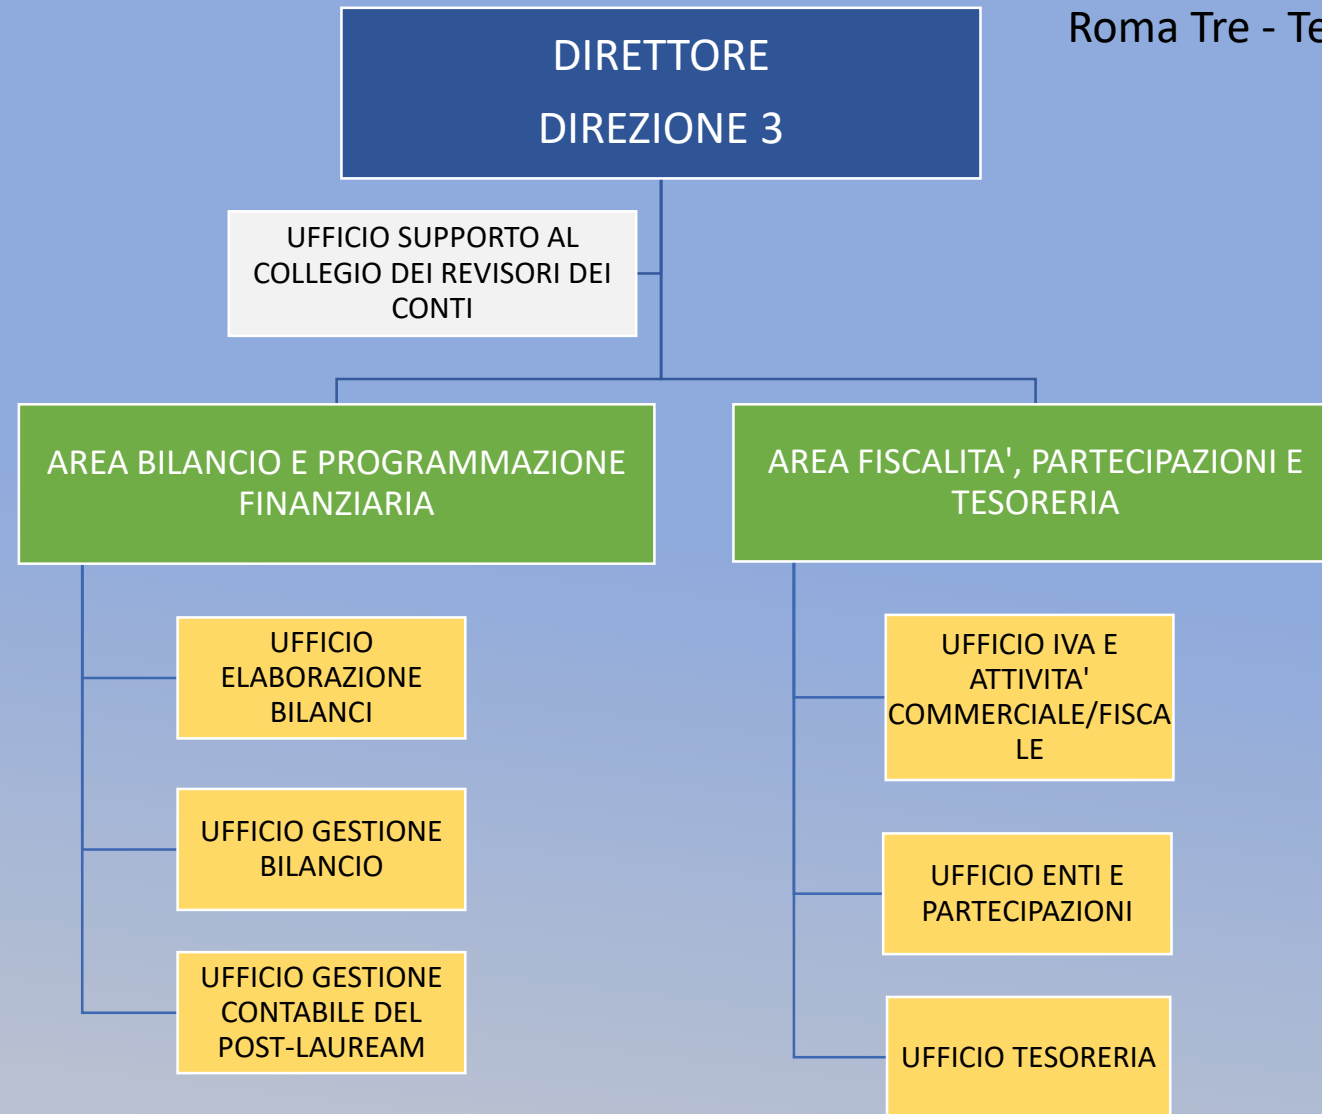 Roma Tre - Te
DIRETTORE
DIREZIONE 3
UFFICIO SUPPORTO AL
COLLEGIO DEI REVISORI DEI
CONTI
AREA BILANCIO E PROGRAMMAZIONE
FINANZIARIA
AREA FISCALITA', PARTECIPAZIONI E
TESORERIA
UFFICIO
ELABORAZIONE
BILANCI
UFFICIO GESTIONE
BILANCIO
UFFICIO GESTIONE
CONTABILE DEL
POST-LAUREAM
UFFICIO IVA E
ATTIVITA'
COMMERCIALE/FISCA
LE
UFFICIO ENTI E
PARTECIPAZIONI
UFFICIO TESORERIA